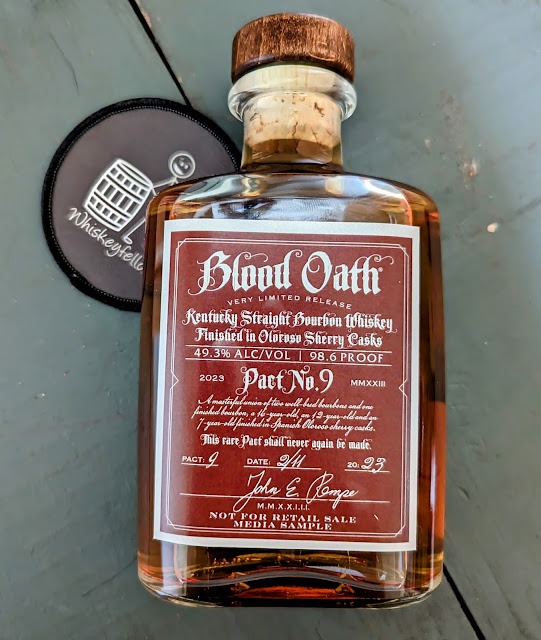 Whiskeyfell
Blood Oath®
VERY LIMITED RELEASE
Kentucky Straight Bourbon Whiskey
Finished in Oloroso Sherry Casks
49.3% ALC/VOL | 98.6 PROOF
2023 Pact No. 9 MMXXIII
A masterful union of two well-bred bourbons and one
finished bourbon, a 16-year-old, an 12-year-old and an
7-year-old finished in Spanish Oloroso sherry casks.
This rare Pact shall never again be made.
PACT: 9 DATE: 2/11 20: 23
John E Rempe
M.M.X.X.I.I.I.
NOT FOR RETAIL SALE
MEDIA SAMPLE